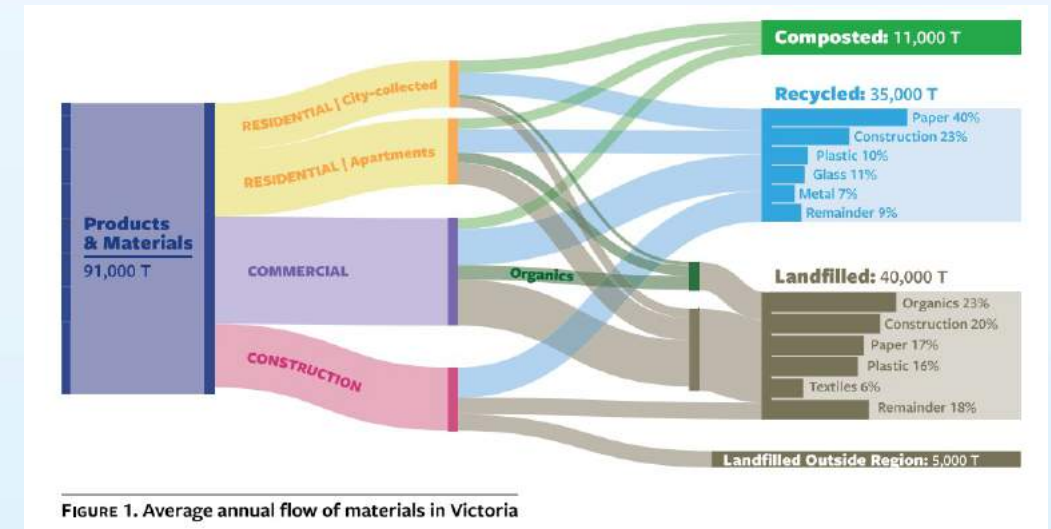 Products
& Materials
91,000 T
RESIDENTIAL | City-collected
RESIDENTIAL | Apartments
COMMERCIAL
CONSTRUCTION
Organics
Composted: 11,000 T
Recycled: 35,000 T
Paper 40%
Construction 23%
Plastic 10%
Glass 11%
Metal 7%
Remainder 9%
Landfilled: 40,000 T
Organics 23%
Construction 20%
Paper 17%
Plastic 16%
Textiles 6%
Remainder 18%
Landfilled Outside Region: 5,000 T
FIGURE 1. Average annual flow of materials in Victoria